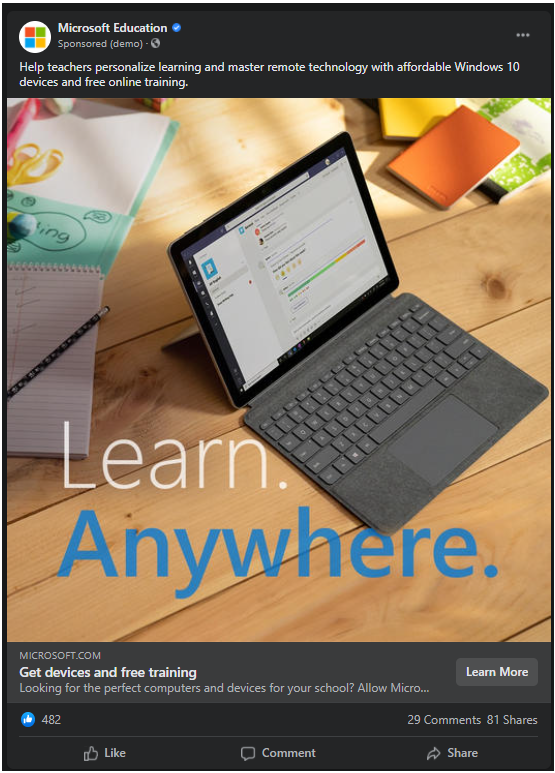 Microsoft Education
Sponsored (demo) ·
Help teachers personalize learning and master remote technology with affordable Windows 10
devices and free online training.
Learn.
Anywhere.
MICROSOFT.COM
Get devices and free training
Learn More
Looking for the perfect computers and devices for your school? Allow Micro...
482
29 Comments 81 Shares
Like
Comment
Share